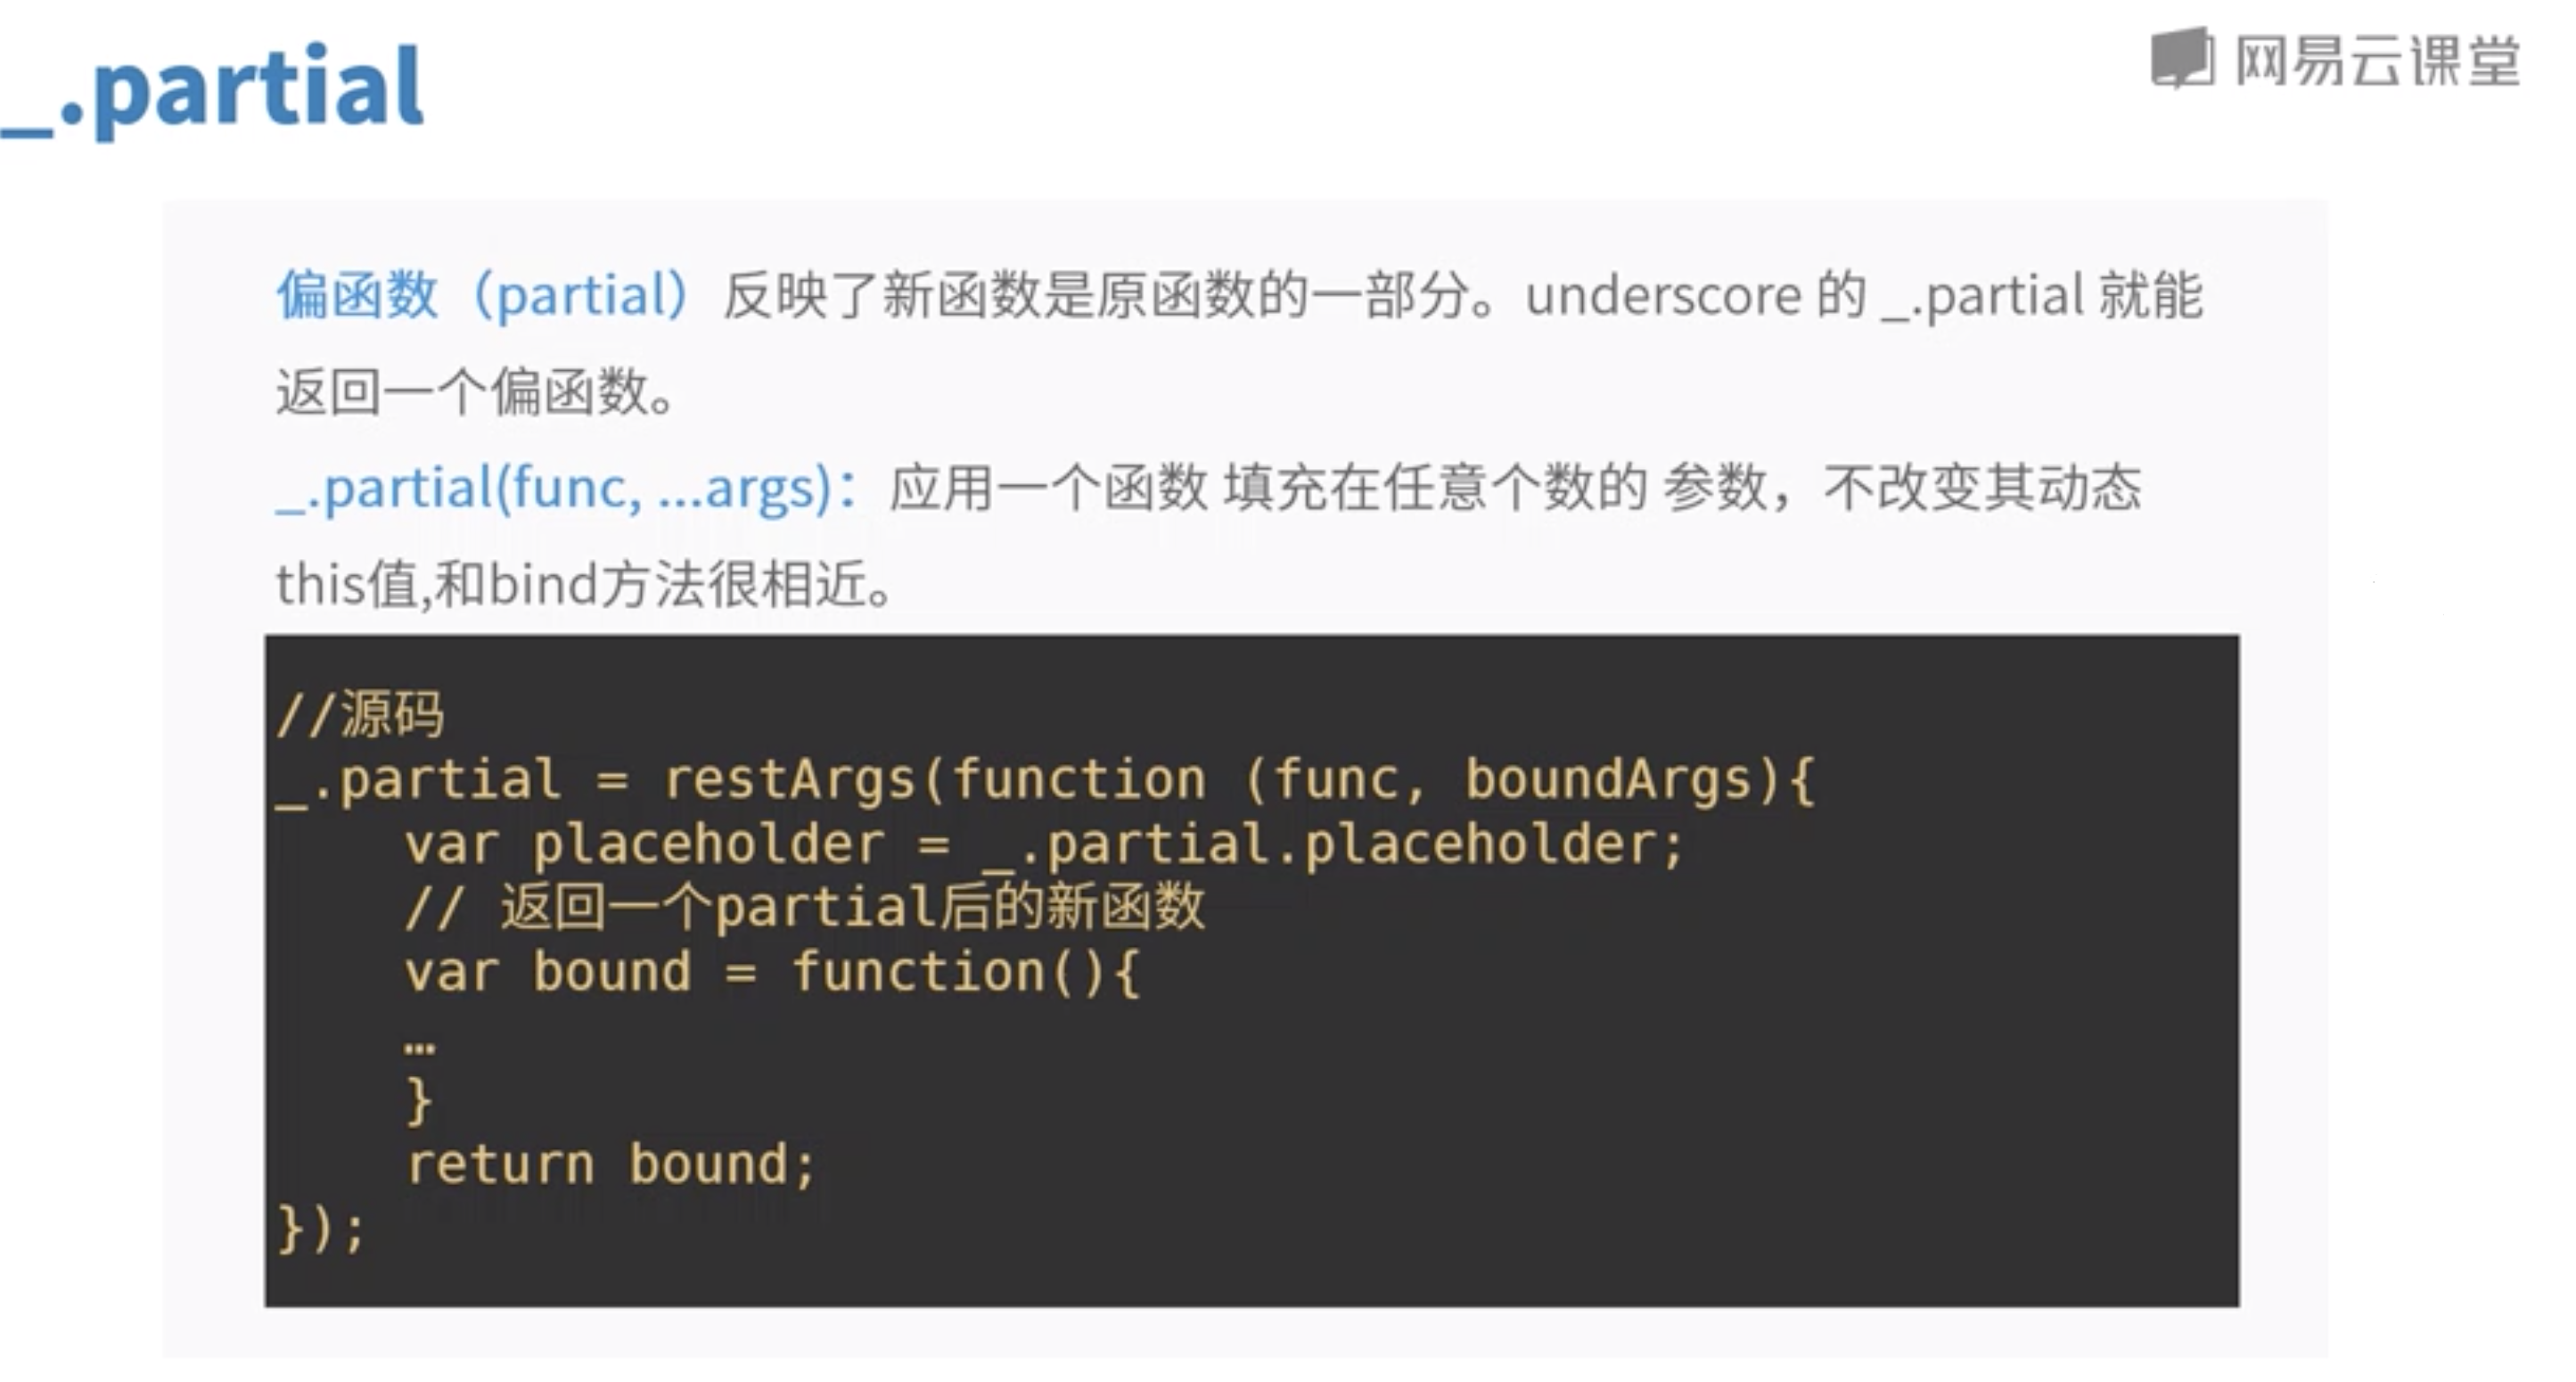 _.partial
网易云课堂
偏函数（partial）反映了新函数是原函数的一部分。underscore 的 _.partial 就能
返回一个偏函数。
_.partial(func, ...args)：应用一个函数 填充在任意个数的 参数，不改变其动态
this值,和bind方法很相近。
//源码
_.partial = restArgs(function (func, boundArgs){
    var placeholder = _.partial.placeholder;
    // 返回一个partial后的新函数
    var bound = function(){
    …
    }
    return bound;
});